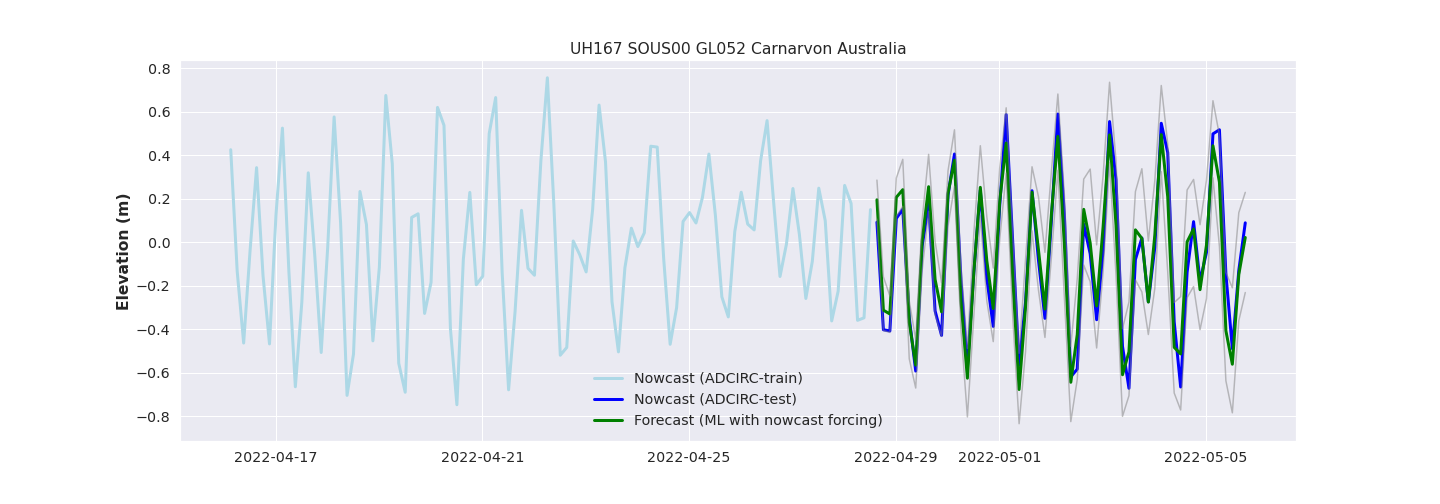 UH167 SOUS00 GL052 Carnarvon Australia
Elevation (m)
0.8
0.6
0.4
0.2
0.0
−0.2
−0.4
−0.6
−0.8
Nowcast (ADCIRC-train)
Nowcast (ADCIRC-test)
Forecast (ML with nowcast forcing)
2022-04-17 2022-04-21 2022-04-25 2022-04-29 2022-05-01 2022-05-05